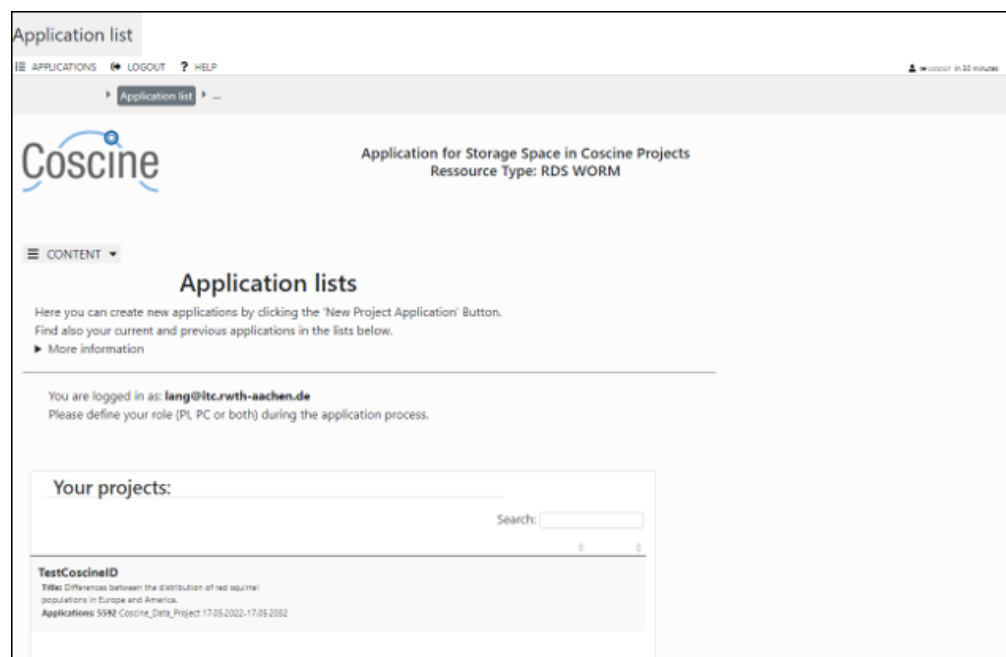 Application list
APPLICATIONS LOGOUT ? HELP
LOGOUT in 30 minutes
Application list ...
Coscine
Application for Storage Space in Coscine Projects
Ressource Type: RDS WORM
CONTENT
Application lists
Here you can create new applications by clicking the 'New Project Application' Button.
Find also your current and previous applications in the lists below.
More information
You are logged in as: lang@itc.rwth-aachen.de
Please define your role (PI, PC or both) during the application process.
Your projects:
Search:
TestCoscineID
Title: Differences between the distribution of red squirrel
populations in Europe and America.
Applications: 5592 Coscine_Data_Project 17.05.2022-17.05.2032